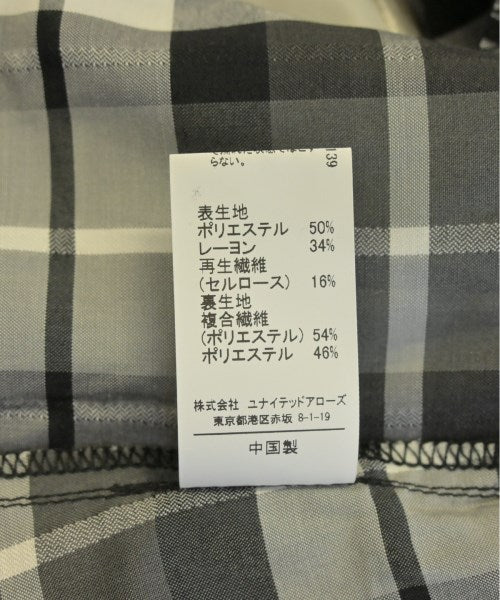 らない。
139
表生地
ポリエステル 50%
レーヨン 34%
再生繊維
(セルロース) 16%
裏生地
複合繊維
(ポリエステル) 54%
ポリエステル 46%
株式会社 ユナイテッドアローズ
東京都港区赤坂 8-1-19
中国製